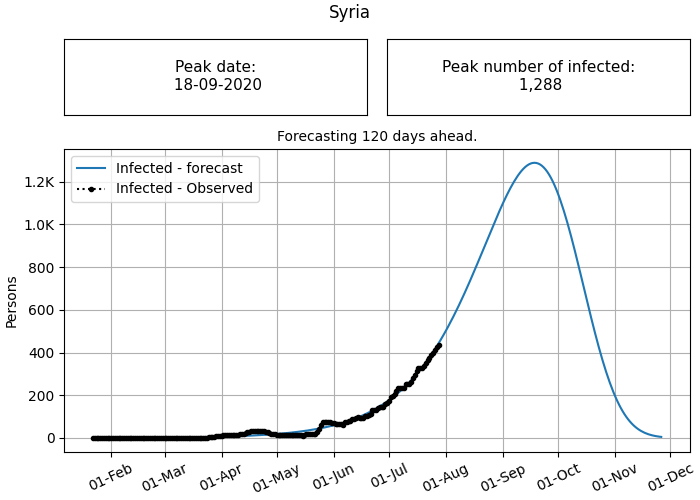 Syria
Peak date:
18-09-2020
Peak number of infected:
1,288
Forecasting 120 days ahead.
Infected - forecast
Infected - Observed
1.2K
1.0K
800
600
400
200
0
Persons
01-Feb
01-Mar
01-Apr
01-May
01-Jun
01-Jul
01-Aug
01-Sep
01-Oct
01-Nov
01-Dec